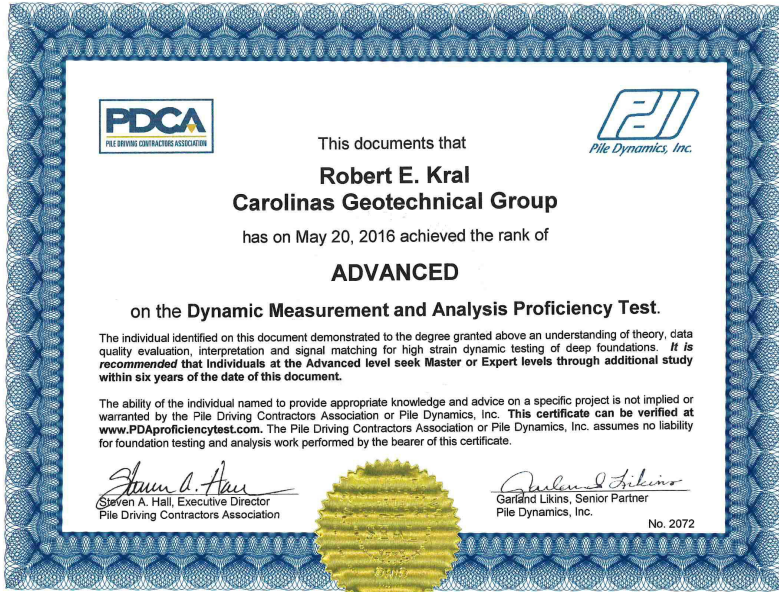 PDCA
PILE DRIVING CONTRACTORS ASSOCIATION
PDI
Pile Dynamics, Inc.
This documents that
Robert E. Kral
Carolinas Geotechnical Group
has on May 20, 2016 achieved the rank of
ADVANCED
on the Dynamic Measurement and Analysis Proficiency Test.
The individual identified on this document demonstrated to the degree granted above an understanding of theory, data
quality evaluation, interpretation and signal matching for high strain dynamic testing of deep foundations. It is
recommended that Individuals at the Advanced level seek Master or Expert levels through additional study
within six years of the date of this document.
The ability of the individual named to provide appropriate knowledge and advice on a specific project is not implied or
warranted by the Pile Driving Contractors Association or Pile Dynamics, Inc. This certificate can be verified at
www.PDAproficiencytest.com. The Pile Driving Contractors Association or Pile Dynamics, Inc. assumes no liability
for foundation testing and analysis work performed by the bearer of this certificate.
Steven A. Hall
Garland Likins
Steven A. Hall, Executive Director
Pile Driving Contractors Association
Garland Likins, Senior Partner
Pile Dynamics, Inc.
No. 2072